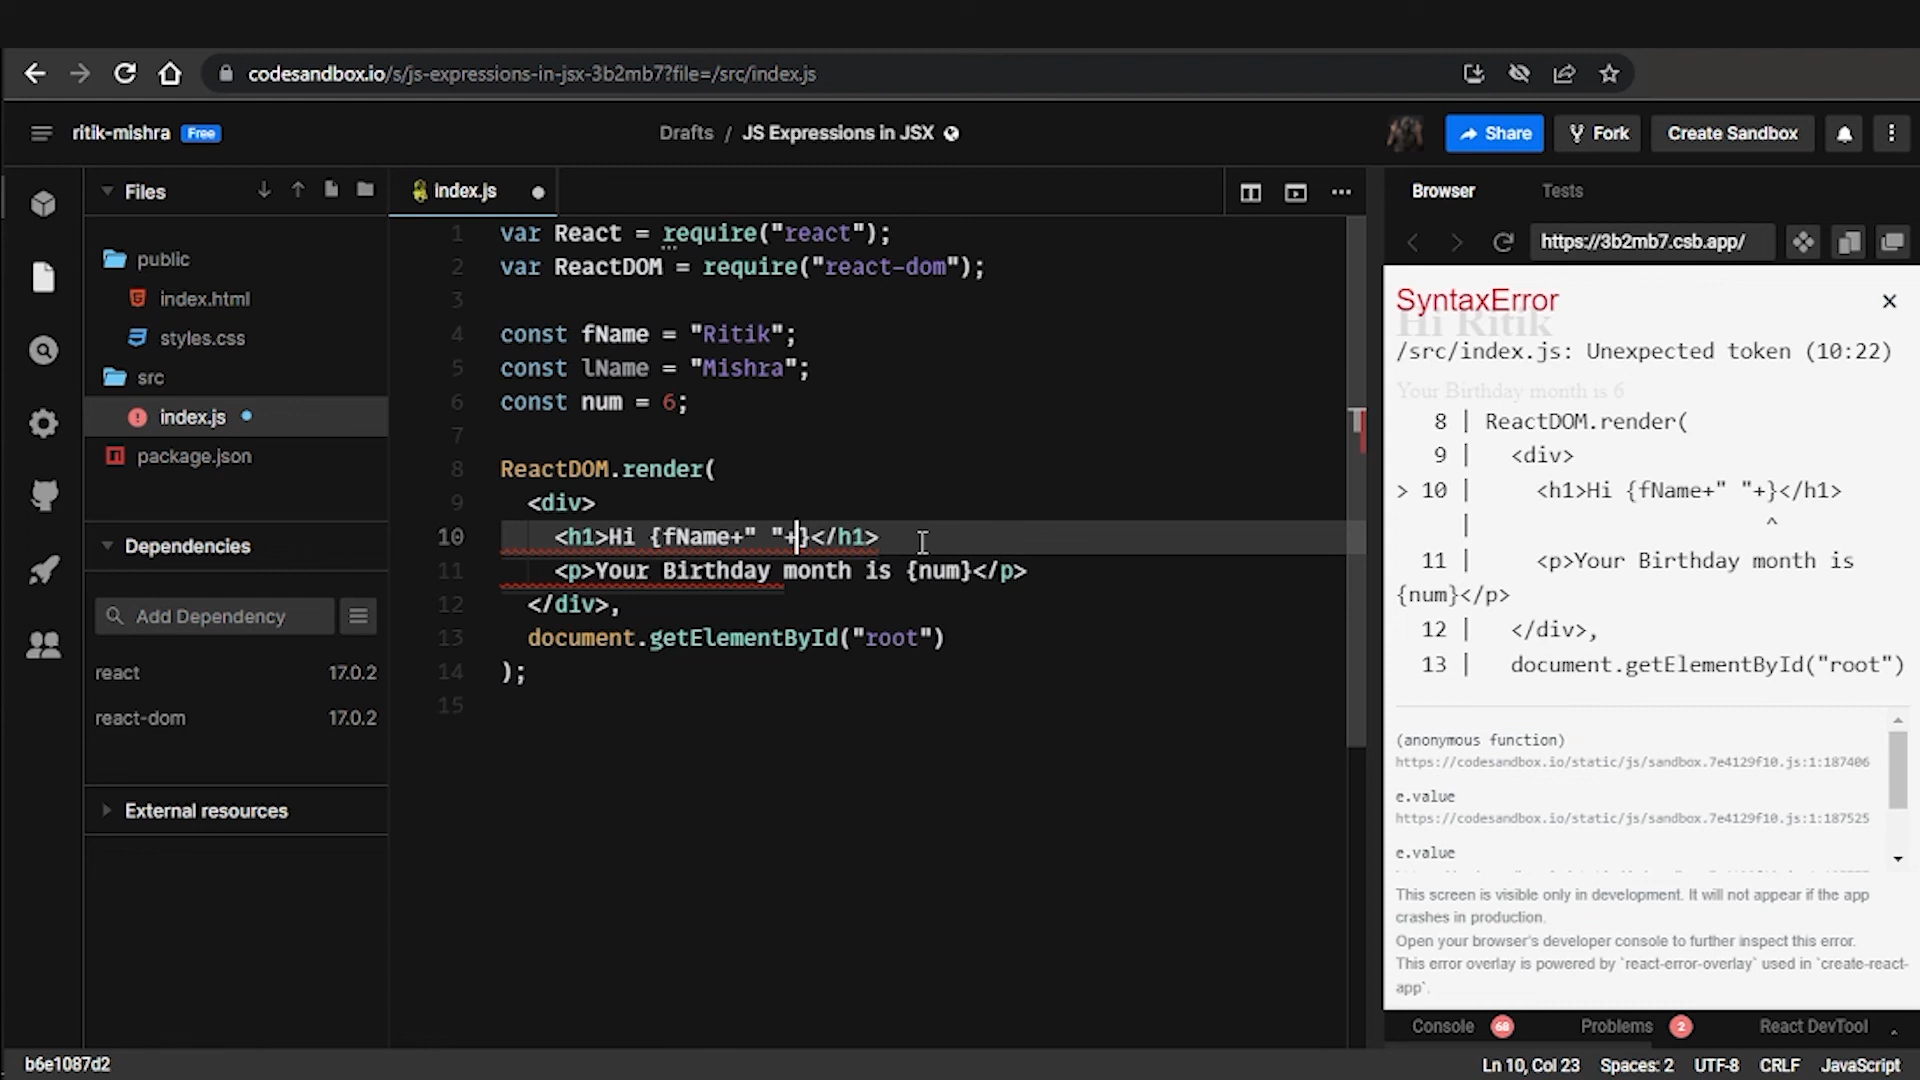 codesandbox.io/s/js-expressions-in-jsx-3b2mb7?file=/src/index.js
ritik-mishra Free
Drafts / JS Expressions in JSX
Share
Fork
Create Sandbox
Files
public
index.html
styles.css
src
index.js
package.json
Dependencies
Add Dependency
react 17.0.2
react-dom 17.0.2
External resources
index.js
1 var React = require("react");
2 var ReactDOM = require("react-dom");
3
4 const fName = "Ritik";
5 const lName = "Mishra";
6 const num = 6;
7
8 ReactDOM.render(
9 <div>
10 <h1>Hi {fName+" "+}</h1>
11 <p>Your Birthday month is {num}</p>
12 </div>,
13 document.getElementById("root")
14 );
15
Browser Tests
https://3b2mb7.csb.app/
SyntaxError
Hi Ritik
/src/index.js: Unexpected token (10:22)
Your Birthday month is 6
8 | ReactDOM.render(
9 | <div>
> 10 | <h1>Hi {fName+" "+}</h1>
| ^
11 | <p>Your Birthday month is
{num}</p>
12 | </div>,
13 | document.getElementById("root")
(anonymous function)
https://codesandbox.io/static/js/sandbox.7e4129f10.js:1:187406
e.value
https://codesandbox.io/static/js/sandbox.7e4129f10.js:1:187525
e.value
This screen is visible only in development. It will not appear if the app
crashes in production.
Open your browser's developer console to further inspect this error.
This error overlay is powered by `react-error-overlay` used in `create-react-
app`.
Console 68 Problems 2 React DevTool
b6e1087d2
Ln 10, Col 23 Spaces: 2 UTF-8 CRLF JavaScript